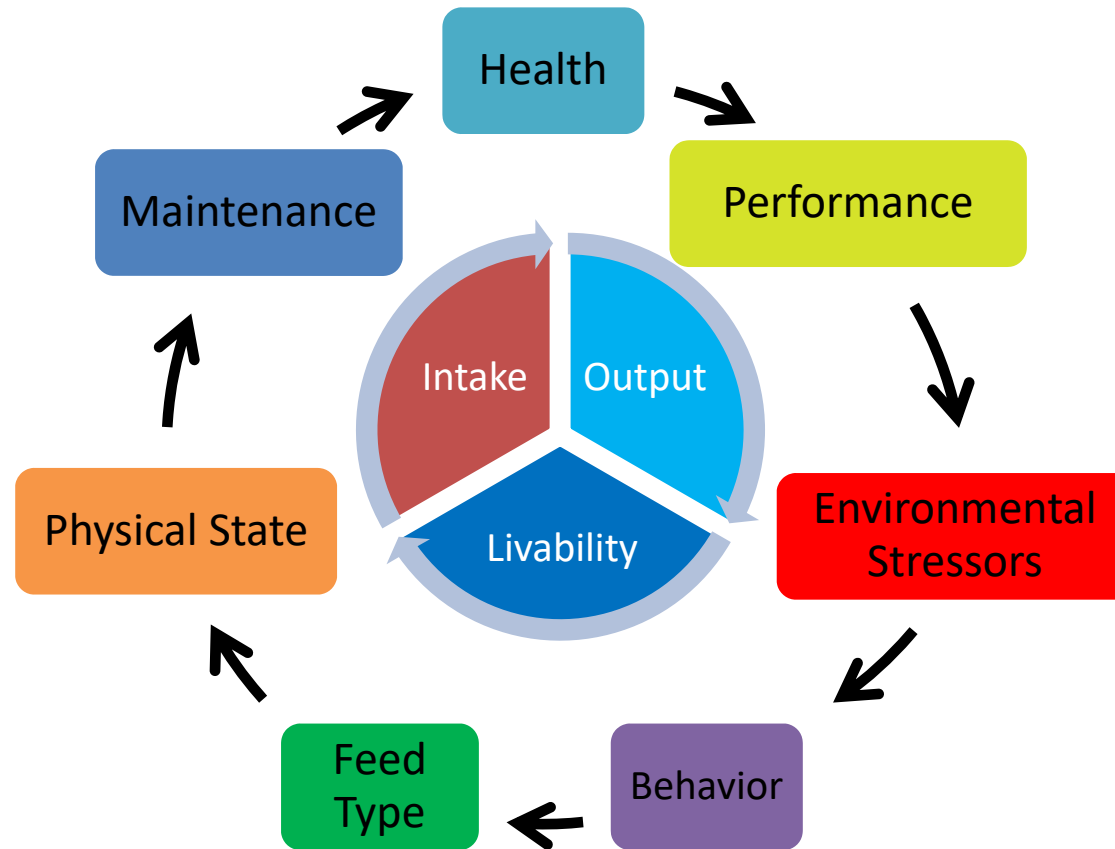 Health
Performance
Maintenance
Intake
Output
Livability
Environmental
Stressors
Physical State
Behavior
Feed
Type